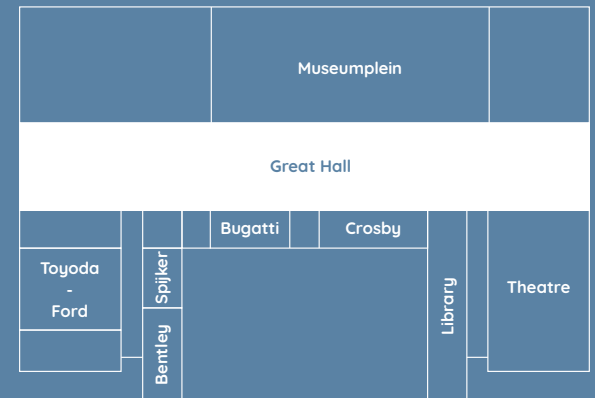 Museumplein
Great Hall
Bugatti
Crosby
Toyoda
-
Ford
Spijker
Bentley
Library
Theatre